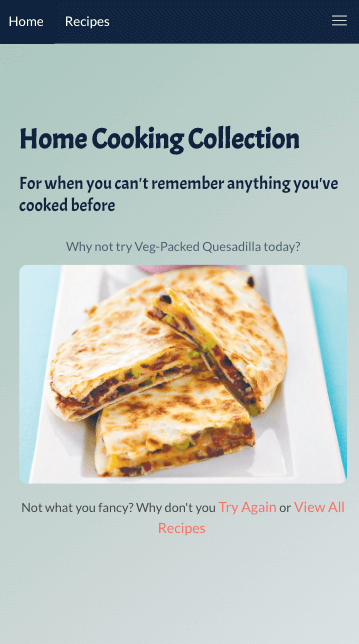 Home Recipes
Home Cooking Collection
For when you can't remember anything you've
cooked before
Why not try Veg-Packed Quesadilla today?
Not what you fancy? Why don't you Try Again or View All
Recipes